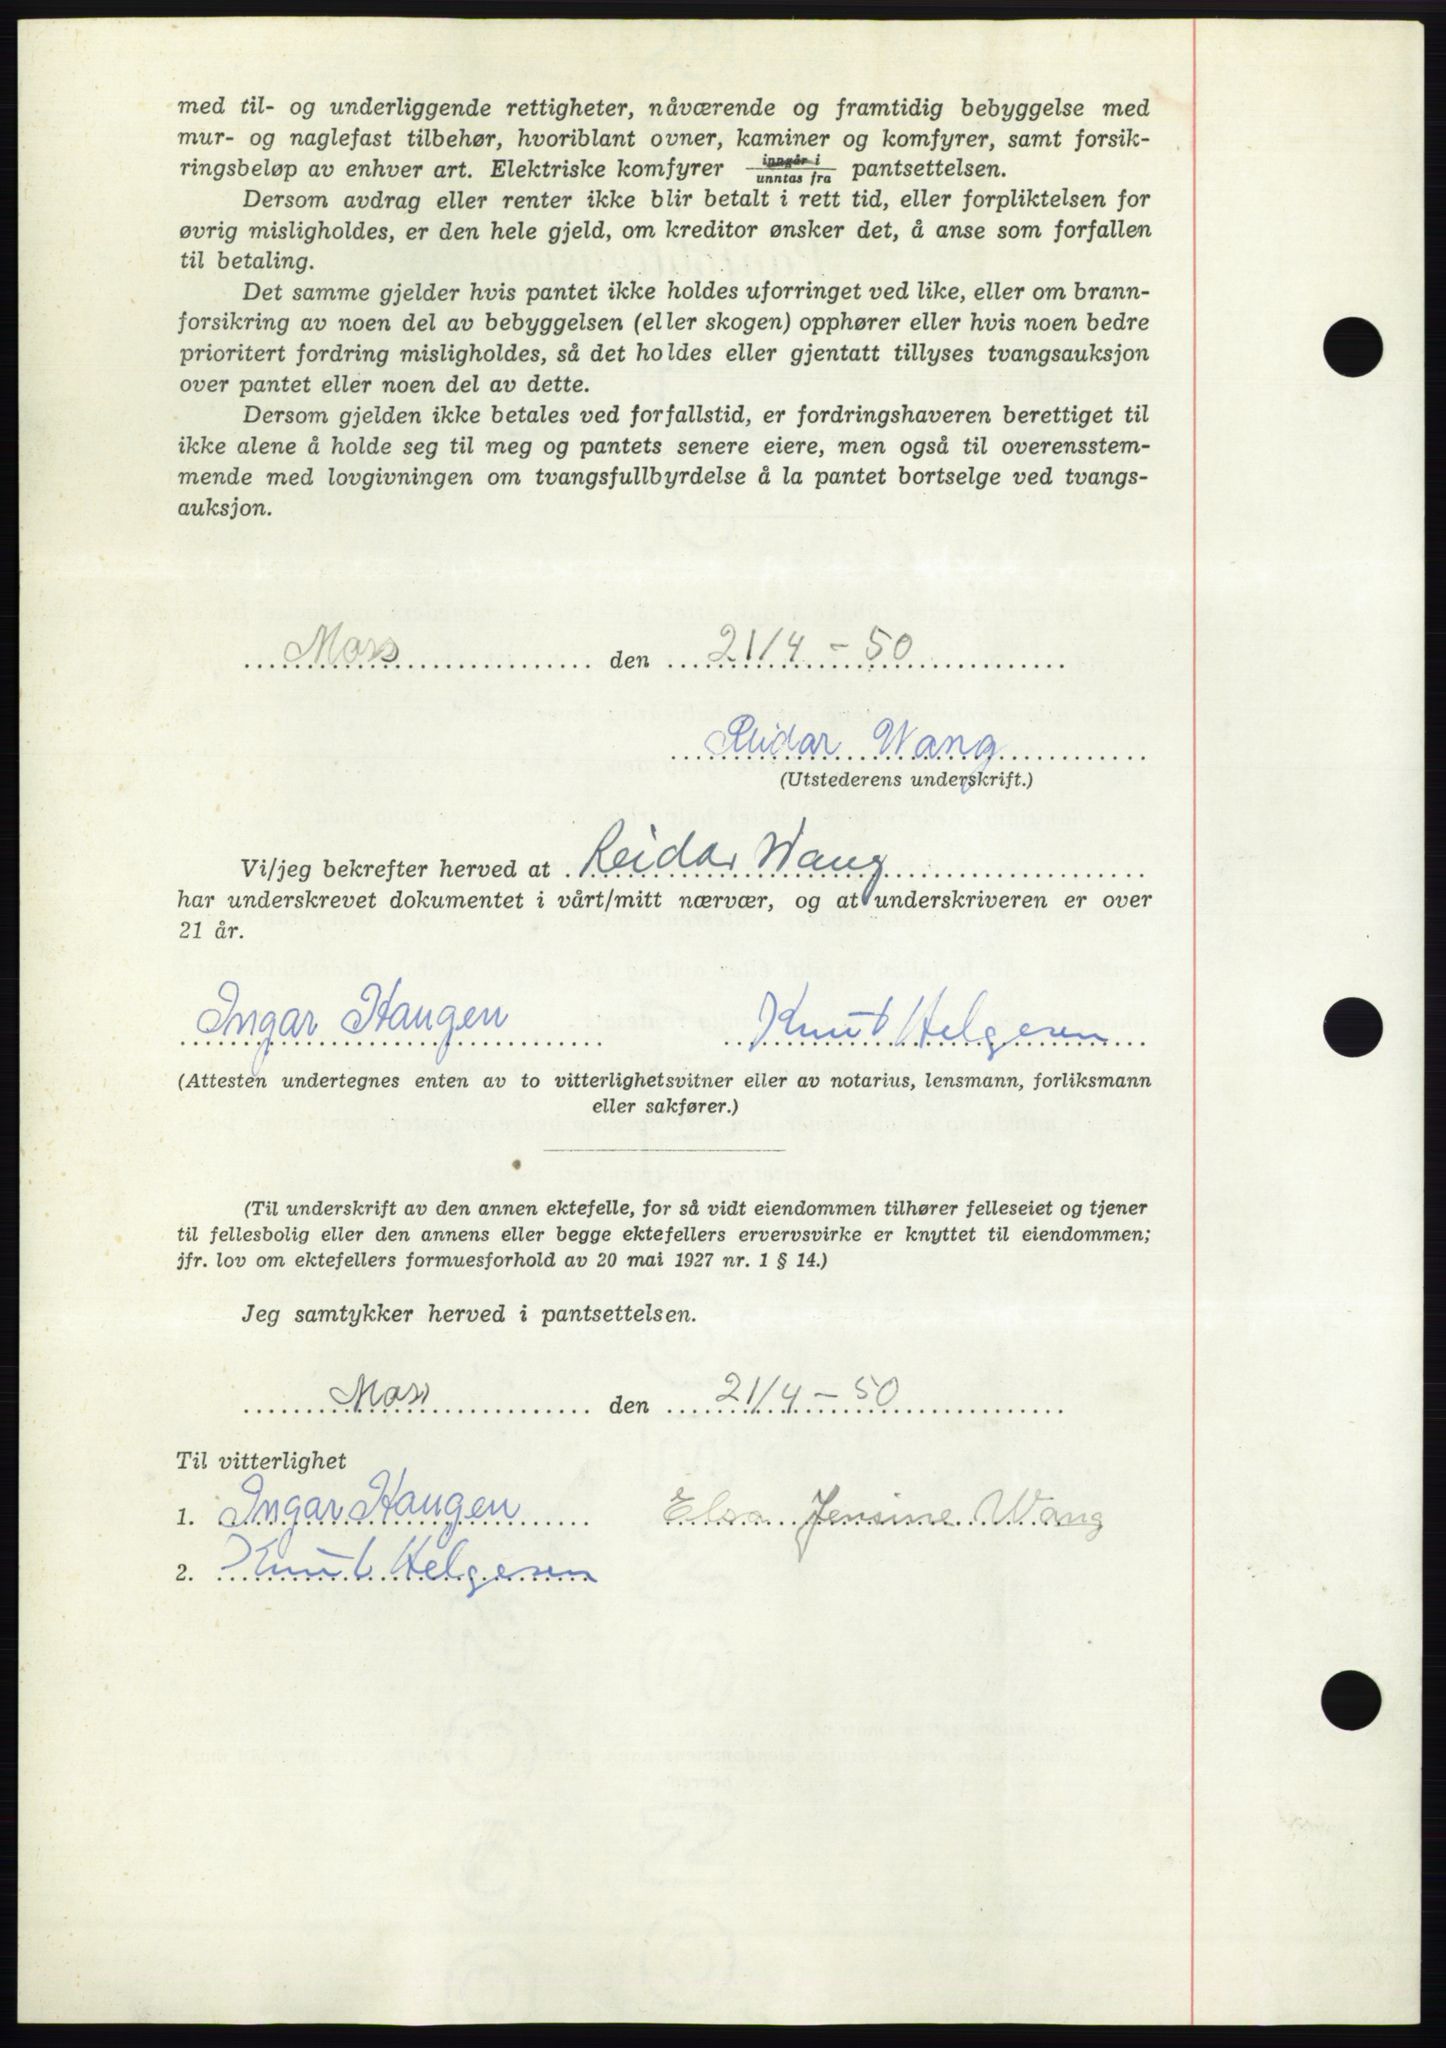 med til- og underliggende rettigheter, nåværende og framtidig bebyggelse med
mur- og naglefast tilbehør, hvoriblant ovner, kaminer og komfyrer, samt forsik-
ringsbeløp av enhver art. Elektriske komfyrer inngår i / unntas fra pantsettelsen.
Dersom avdrag eller renter ikke blir betalt i rett tid, eller forpliktelsen for
øvrig misligholdes, er den hele gjeld, om kreditor ønsker det, å anse som forfallen
til betaling.
Det samme gjelder hvis pantet ikke holdes uforringet ved like, eller om brann-
forsikring av noen del av bebyggelsen (eller skogen) opphører eller hvis noen bedre
prioritert fordring misligholdes, så det holdes eller gjentatt tillyses tvangsauksjon
over pantet eller noen del av dette.
Dersom gjelden ikke betales ved forfallstid, er fordringshaveren berettiget til
ikke alene å holde seg til meg og pantets senere eiere, men også til overensstem-
mende med lovgivningen om tvangsfullbyrdelse å la pantet bortselge ved tvangs-
auksjon.
Moss den 21/4 - 50
Reidar Wang
(Utstederens underskrift.)
Vi/jeg bekrefter herved at Reidar Wang
har underskrevet dokumentet i vårt/mitt nærvær, og at underskriveren er over
21 år.
Ingar Haugen Knut Helgesen
(Attesten undertegnes enten av to vitterlighetsvitner eller av notarius, lensmann, forliksmann
eller sakfører.)
(Til underskrift av den annen ektefelle, for så vidt eiendommen tilhører felleseiet og tjener
til fellesbolig eller den annens eller begge ektefellers ervervsvirke er knyttet til eiendommen;
jfr. lov om ektefellers formuesforhold av 20 mai 1927 nr. 1 § 14.)
Jeg samtykker herved i pantsettelsen.
Moss den 21/4 - 50
Til vitterlighet
1. Ingar Haugen Elsa Jensine Wang
2. Knut Helgesen